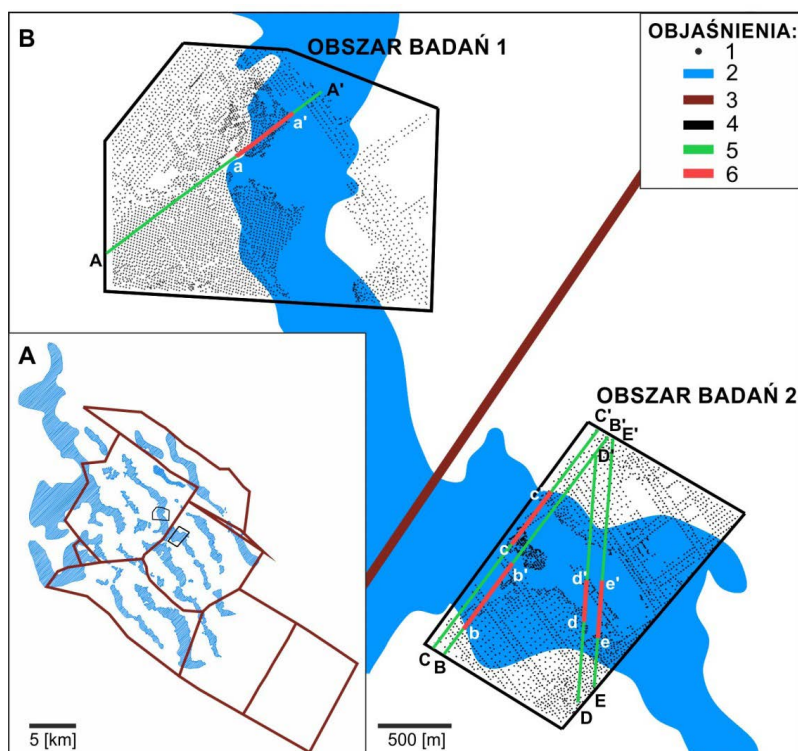 B
OBSZAR BADAŃ 1
OBJAŚNIENIA:
1
2
3
4
5
6
A'
a'
a
A
A
5 [km]
OBSZAR BADAŃ 2
C'
B'
E'
D'
c'
c
b'
d'
e'
b
d
e
C
B
D
E
500 [m]